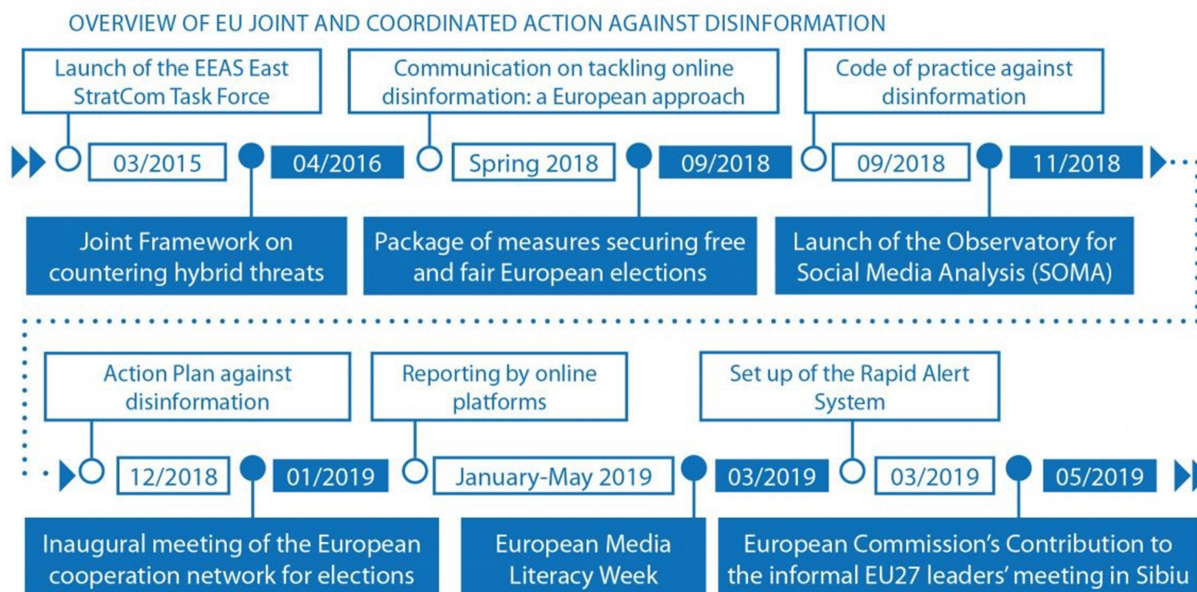 OVERVIEW OF EU JOINT AND COORDINATED ACTION AGAINST DISINFORMATION
Launch of the EEAS East
StratCom Task Force
Communication on tackling online
disinformation: a European approach
Code of practice against
disinformation
03/2015
04/2016
Spring 2018
09/2018
09/2018
11/2018
Joint Framework on
countering hybrid threats
Package of measures securing free
and fair European elections
Launch of the Observatory for
Social Media Analysis (SOMA)
Action Plan against
disinformation
Reporting by online
platforms
Set up of the Rapid Alert
System
12/2018
01/2019
January-May 2019
03/2019
03/2019
05/2019
Inaugural meeting of the European
cooperation network for elections
European Media
Literacy Week
European Commission's Contribution to
the informal EU27 leaders' meeting in Sibiu